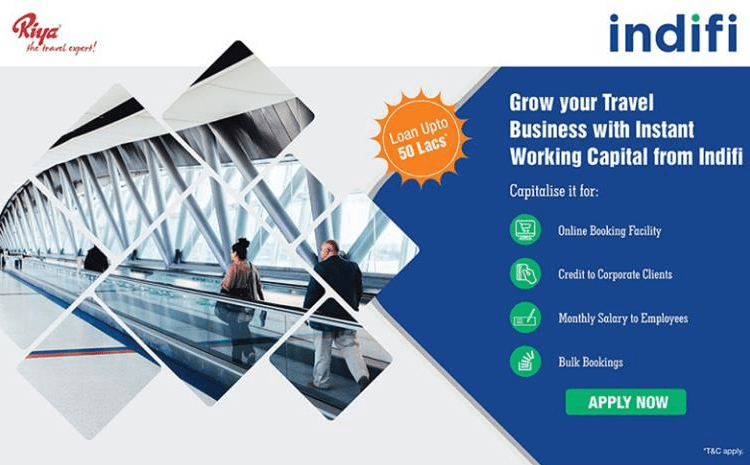 Riya
the travel expert!
indifi
Loan Upto
50 Lacs*
Grow your Travel
Business with Instant
Working Capital from Indifi
Capitalise it for:
Online Booking Facility
Credit to Corporate Clients
Monthly Salary to Employees
Bulk Bookings
APPLY NOW
*T&C apply.